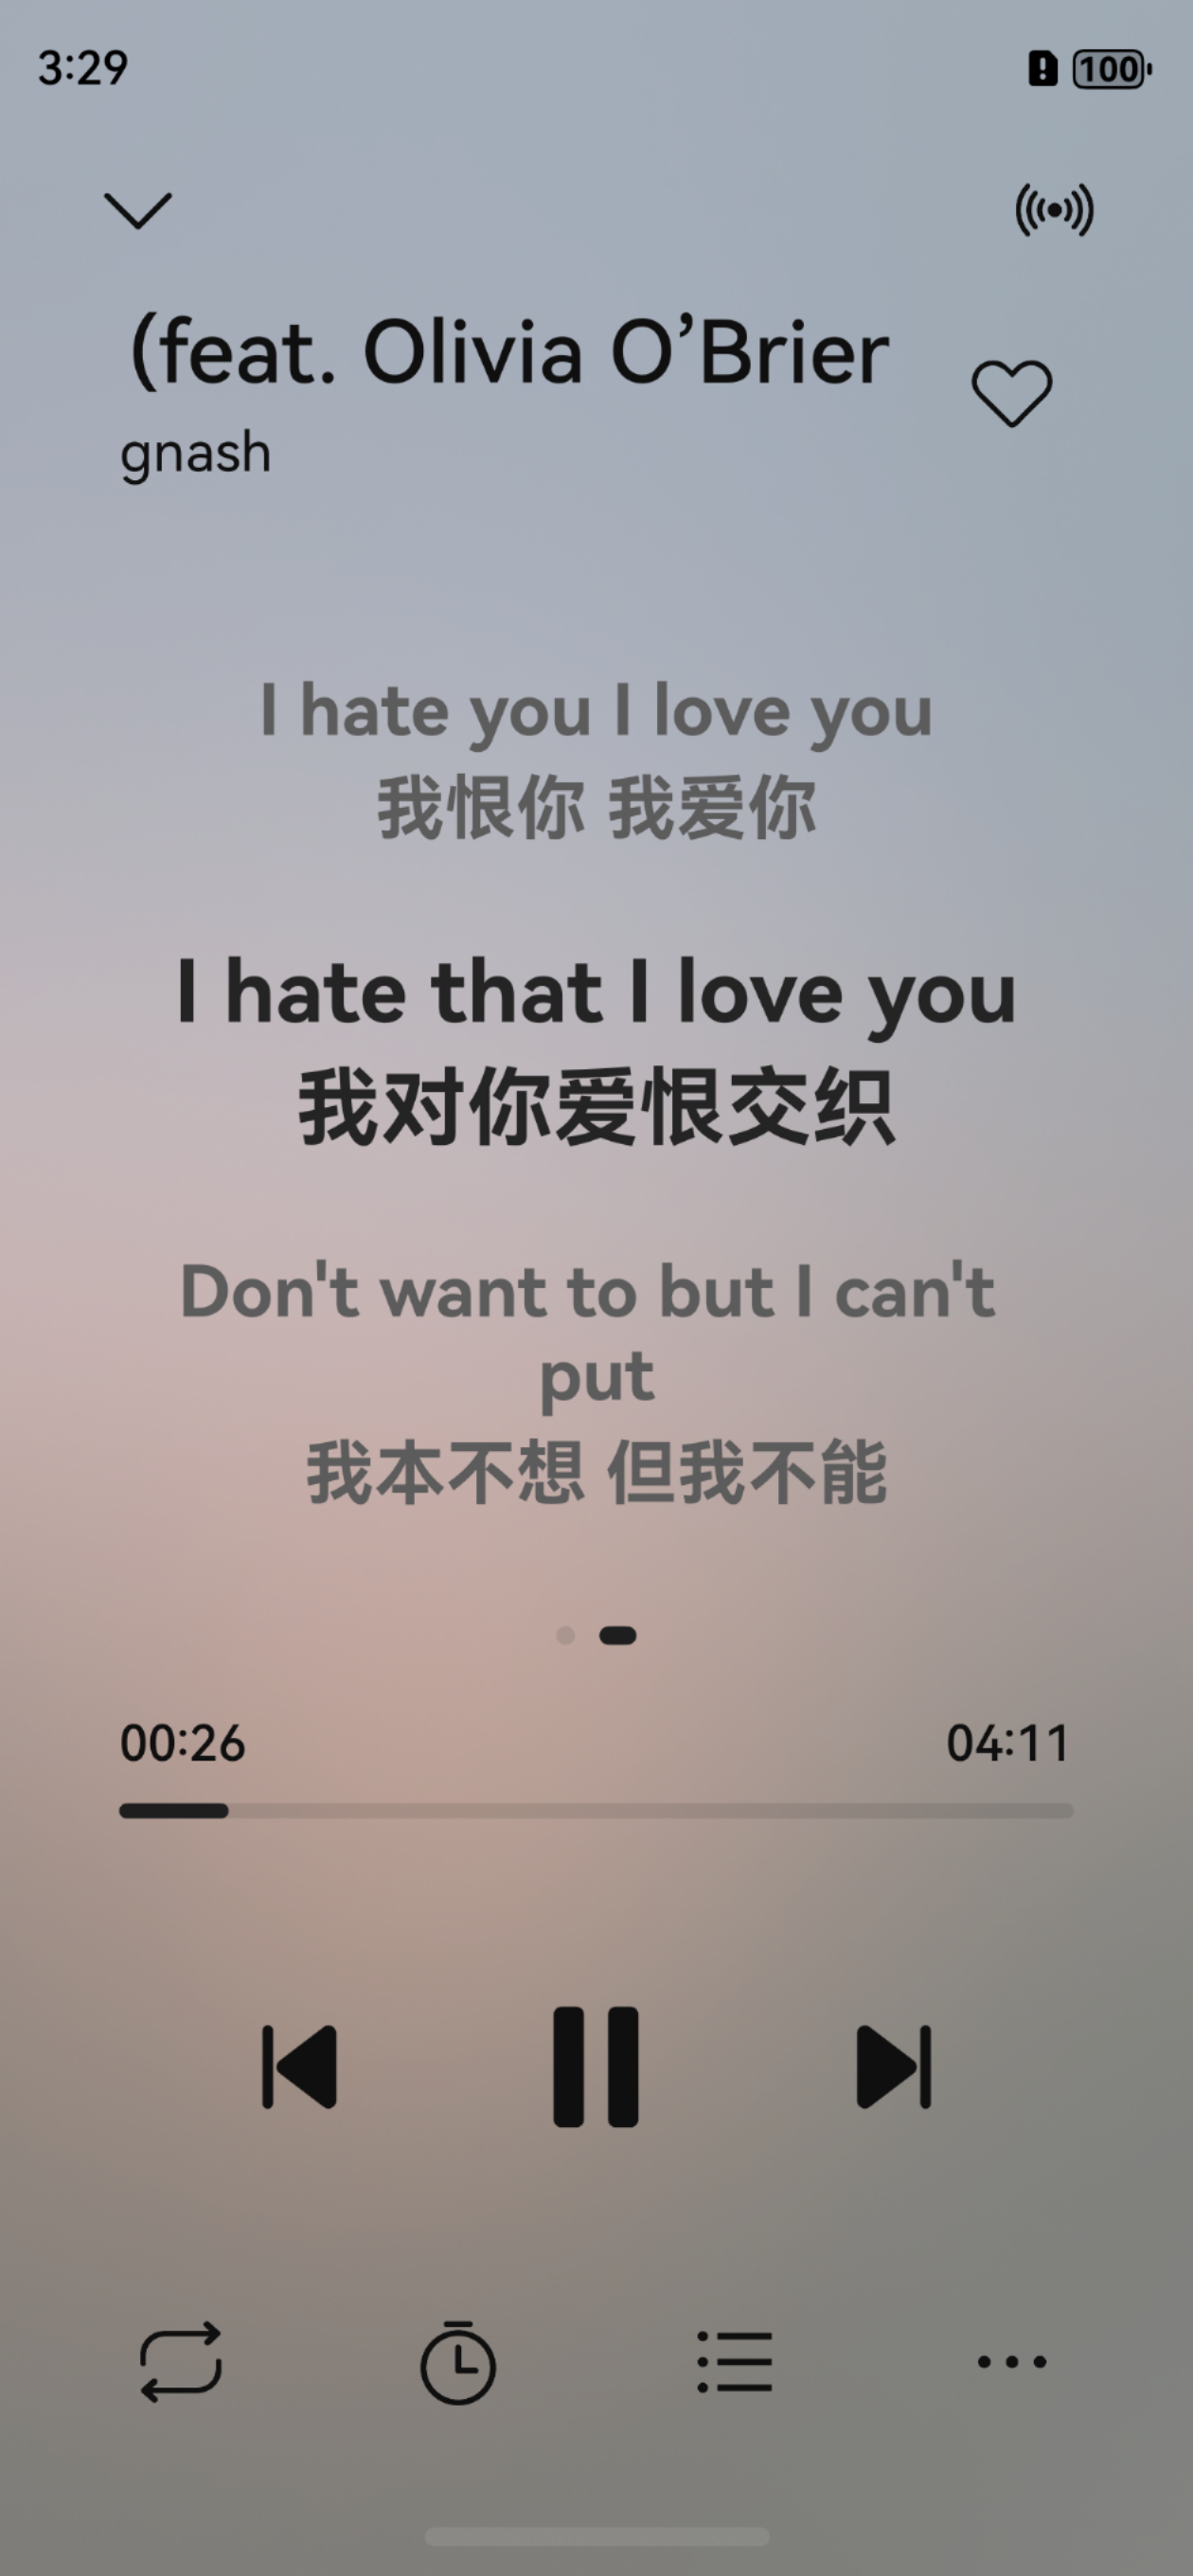 3:29
100
(feat. Olivia O’Brier
gnash
I hate you I love you
我恨你 我爱你
I hate that I love you
我对你爱恨交织
Don't want to but I can't
put
我本不想 但我不能
00:26
04:11